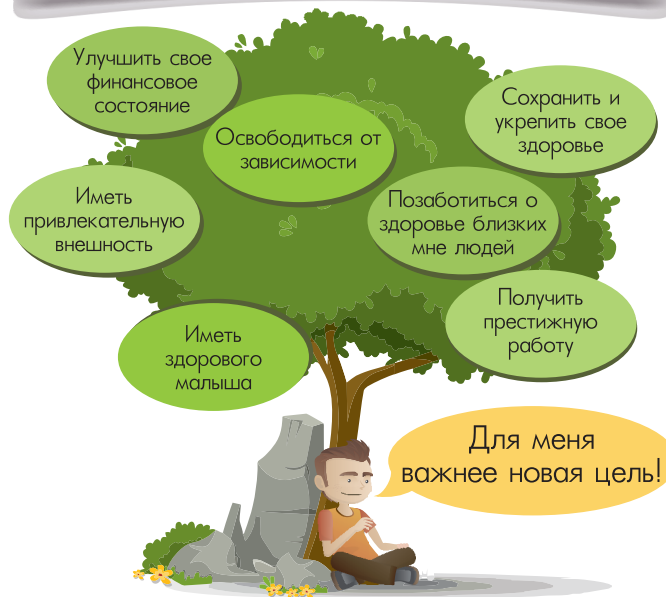 Улучшить свое
финансовое
состояние
Освободиться от
зависимости
Сохранить и
укрепить свое
здоровье
Иметь
привлекательную
внешность
Позаботиться о
здоровье близких
мне людей
Получить
престижную
работу
Иметь
здорового
малыша
Для меня
важнее новая цель!